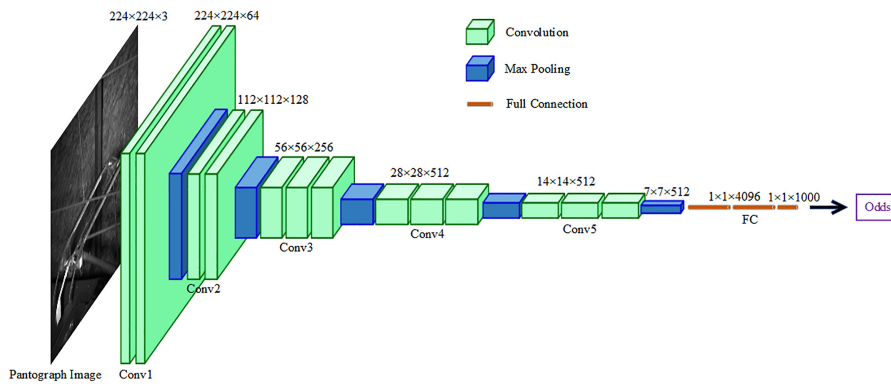 224×224×3
224×224×64
Convolution
Max Pooling
Full Connection
112×112×128
56×56×256
28×28×512
14×14×512
7×7×512
1×1×4096
1×1×1000
Odds
FC
Conv5
Conv4
Conv3
Conv2
Pantograph Image
Conv1